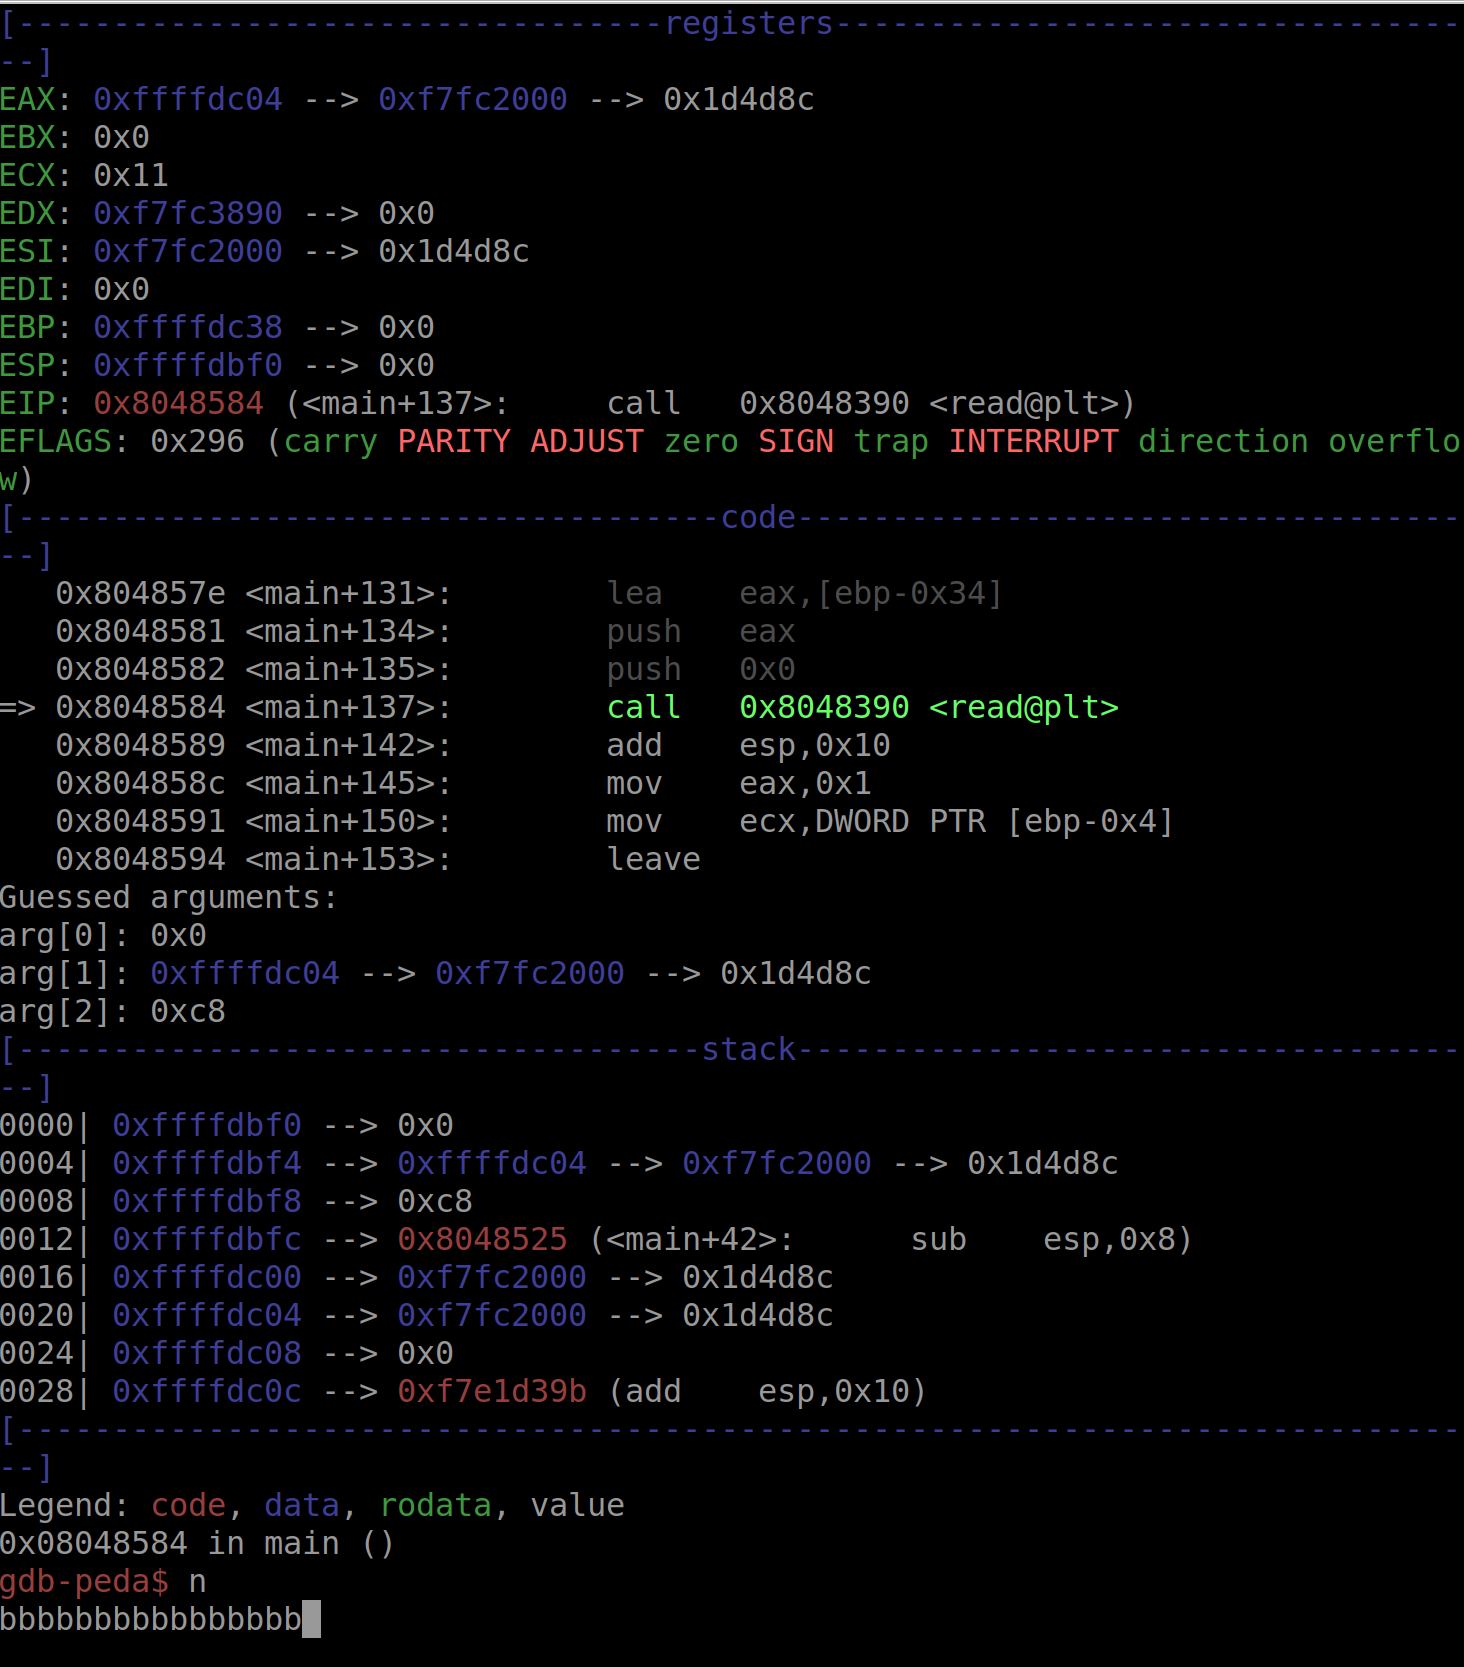 [----------------------------------registers---------------------------------
--]
EAX: 0xffffdc04 --> 0xf7fc2000 --> 0x1d4d8c
EBX: 0x0
ECX: 0x11
EDX: 0xf7fc3890 --> 0x0
ESI: 0xf7fc2000 --> 0x1d4d8c
EDI: 0x0
EBP: 0xffffdc38 --> 0x0
ESP: 0xffffdbf0 --> 0x0
EIP: 0x8048584 (<main+137>:     call   0x8048390 <read@plt>)
EFLAGS: 0x296 (carry PARITY ADJUST zero SIGN trap INTERRUPT direction overflo
w)
[-------------------------------------code-----------------------------------
--]
   0x804857e <main+131>:        lea    eax,[ebp-0x34]
   0x8048581 <main+134>:        push   eax
   0x8048582 <main+135>:        push   0x0
=> 0x8048584 <main+137>:        call   0x8048390 <read@plt>
   0x8048589 <main+142>:        add    esp,0x10
   0x804858c <main+145>:        mov    eax,0x1
   0x8048591 <main+150>:        mov    ecx,DWORD PTR [ebp-0x4]
   0x8048594 <main+153>:        leave
Guessed arguments:
arg[0]: 0x0
arg[1]: 0xffffdc04 --> 0xf7fc2000 --> 0x1d4d8c
arg[2]: 0xc8
[------------------------------------stack-----------------------------------
--]
0000| 0xffffdbf0 --> 0x0
0004| 0xffffdbf4 --> 0xffffdc04 --> 0xf7fc2000 --> 0x1d4d8c
0008| 0xffffdbf8 --> 0xc8
0012| 0xffffdbfc --> 0x8048525 (<main+42>:      sub    esp,0x8)
0016| 0xffffdc00 --> 0xf7fc2000 --> 0x1d4d8c
0020| 0xffffdc04 --> 0xf7fc2000 --> 0x1d4d8c
0024| 0xffffdc08 --> 0x0
0028| 0xffffdc0c --> 0xf7e1d39b (add    esp,0x10)
[----------------------------------------------------------------------------
--]
Legend: code, data, rodata, value
0x08048584 in main ()
gdb-peda$ n
bbbbbbbbbbbbbbbb